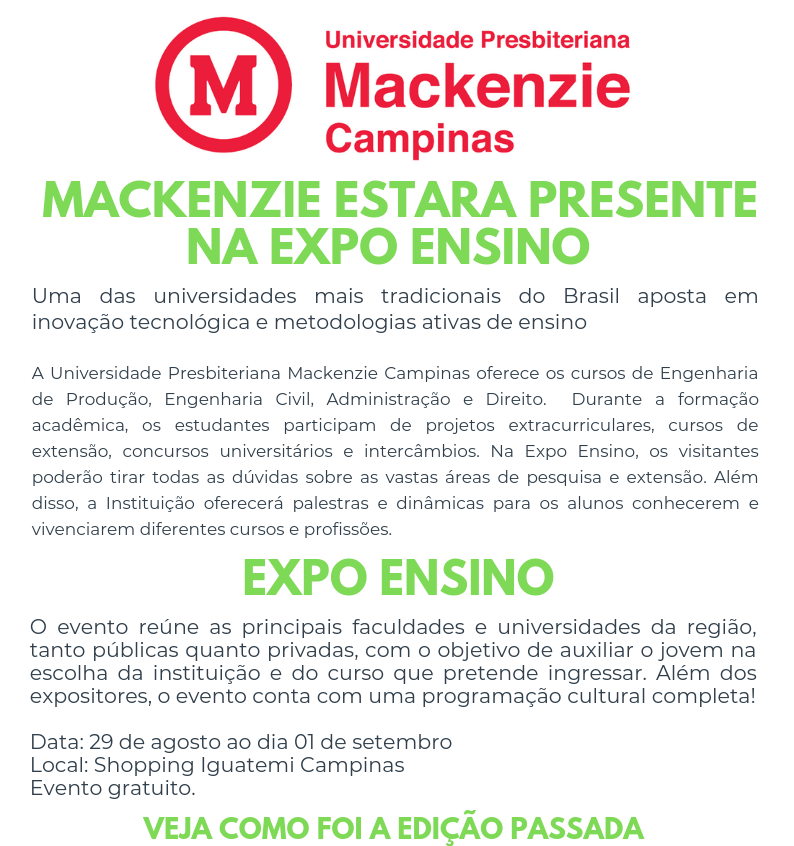 M
Universidade Presbiteriana
Mackenzie
Campinas
MACKENZIE ESTARA PRESENTE
NA EXPO ENSINO
Uma das universidades mais tradicionais do Brasil aposta em
inovação tecnológica e metodologias ativas de ensino
A Universidade Presbiteriana Mackenzie Campinas oferece os cursos de Engenharia
de Produção, Engenharia Civil, Administração e Direito. Durante a formação
acadêmica, os estudantes participam de projetos extracurriculares, cursos de
extensão, concursos universitários e intercâmbios. Na Expo Ensino, os visitantes
poderão tirar todas as dúvidas sobre as vastas áreas de pesquisa e extensão. Além
disso, a Instituição oferecerá palestras e dinâmicas para os alunos conhecerem e
vivenciarem diferentes cursos e profissões.
EXPO ENSINO
O evento reúne as principais faculdades e universidades da região,
tanto públicas quanto privadas, com o objetivo de auxiliar o jovem na
escolha da instituição e do curso que pretende ingressar. Além dos
expositores, o evento conta com uma programação cultural completa!
Data: 29 de agosto ao dia 01 de setembro
Local: Shopping Iguatemi Campinas
Evento gratuito.
VEJA COMO FOI A EDIÇÃO PASSADA